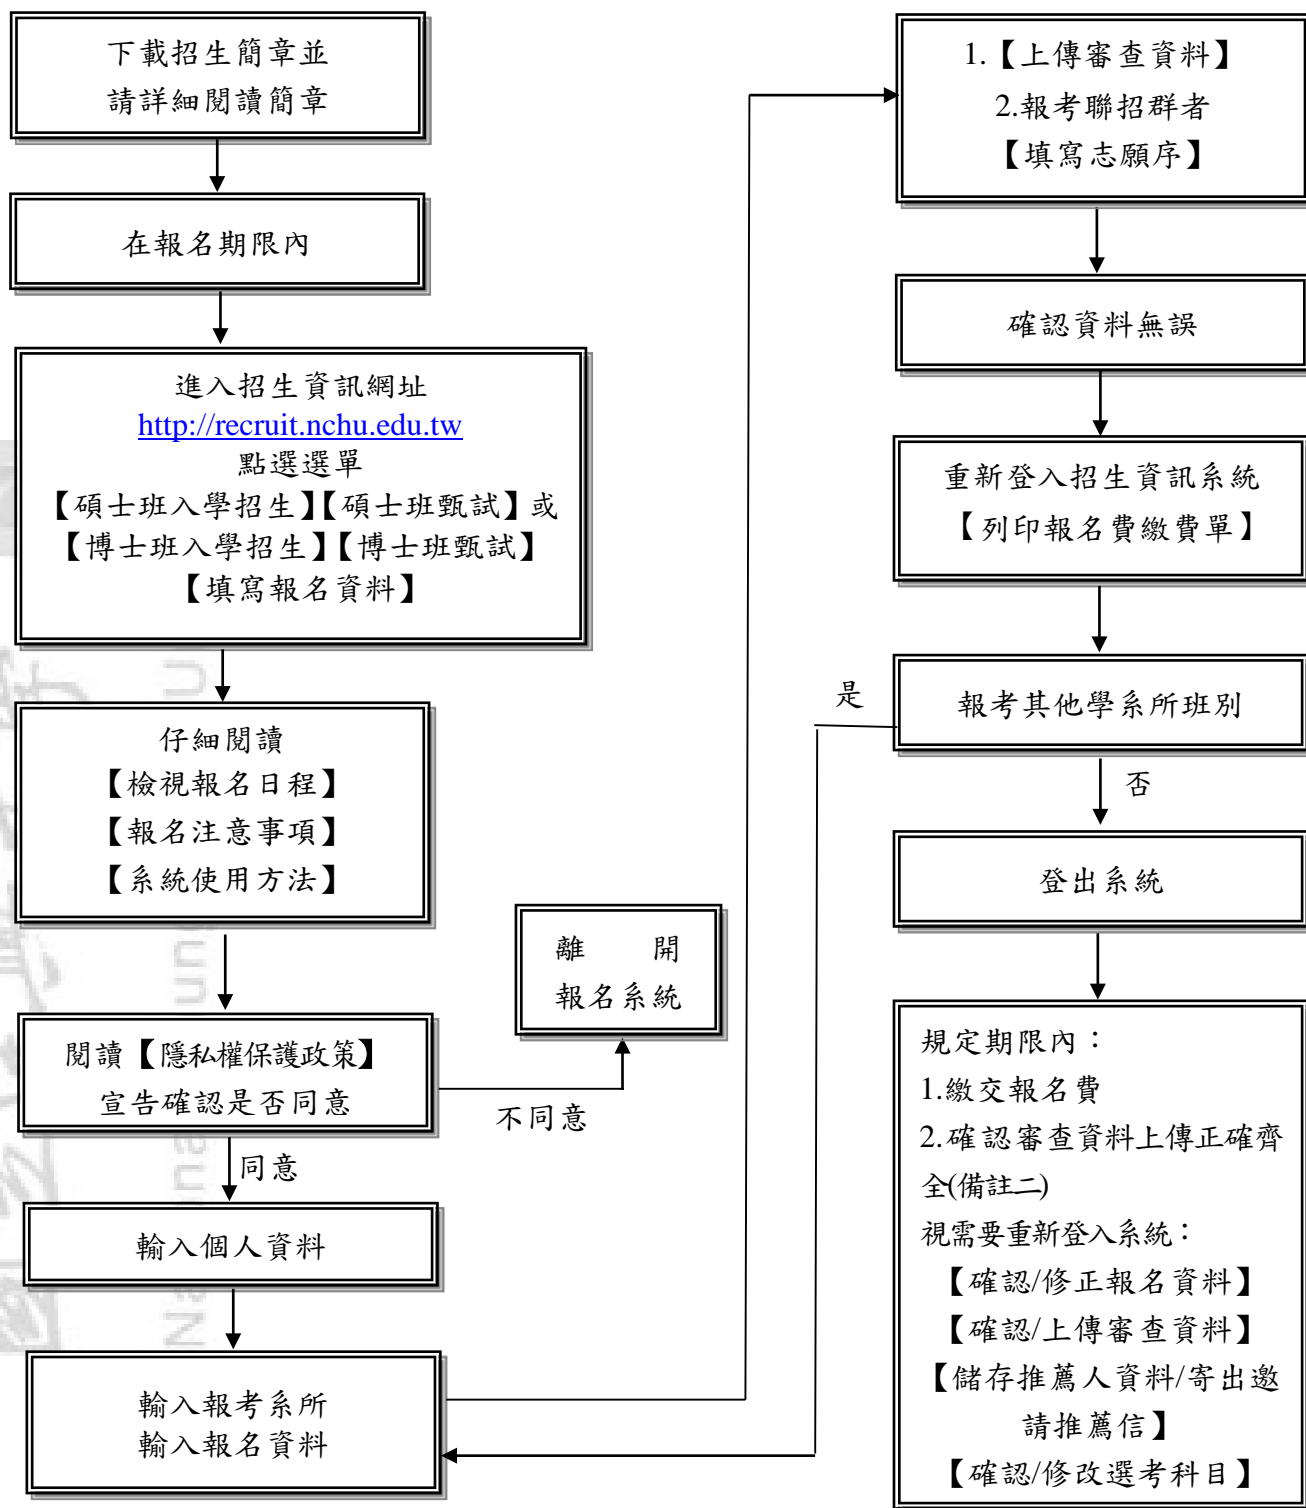 下載招生簡章並
請詳細閱讀簡章
在報名期限內
進入招生資訊網址
http://recruit.nchu.edu.tw
點選選單
【碩士班入學招生】【碩士班甄試】或
【博士班入學招生】【博士班甄試】
【填寫報名資料】
仔細閱讀
【檢視報名日程】
【報名注意事項】
【系統使用方法】
閱讀【隱私權保護政策】
宣告確認是否同意
不同意
離 開
報名系統
同意
輸入個人資料
輸入報考系所
輸入報名資料
1.【上傳審查資料】
2.報考聯招群者
【填寫志願序】
確認資料無誤
重新登入招生資訊系統
【列印報名費繳費單】
報考其他學系所班別
是
否
登出系統
規定期限內：
1.繳交報名費
2.確認審查資料上傳正確齊
全(備註二)
視需要重新登入系統：
【確認/修正報名資料】
【確認/上傳審查資料】
【儲存推薦人資料/寄出邀
請推薦信】
【確認/修改選考科目】